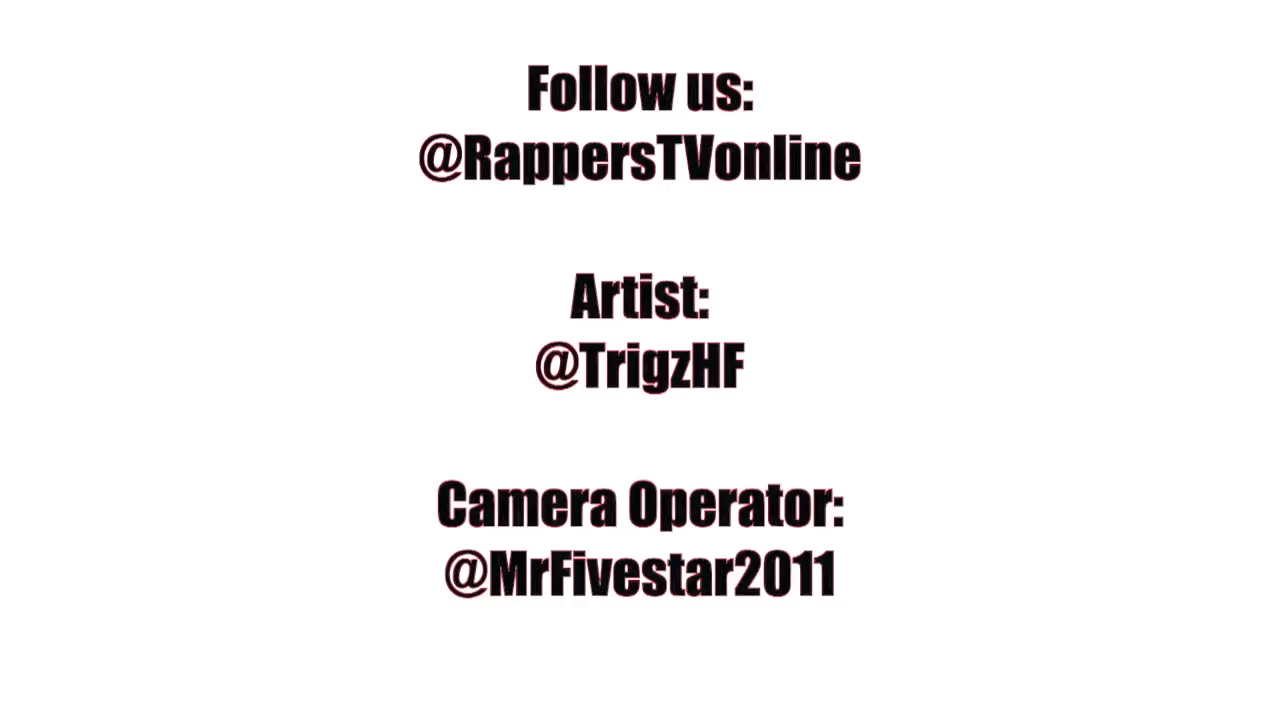 Follow us:
@RappersTVonline
Artist:
@TrigzHF
Camera Operator:
@MrFivestar2011